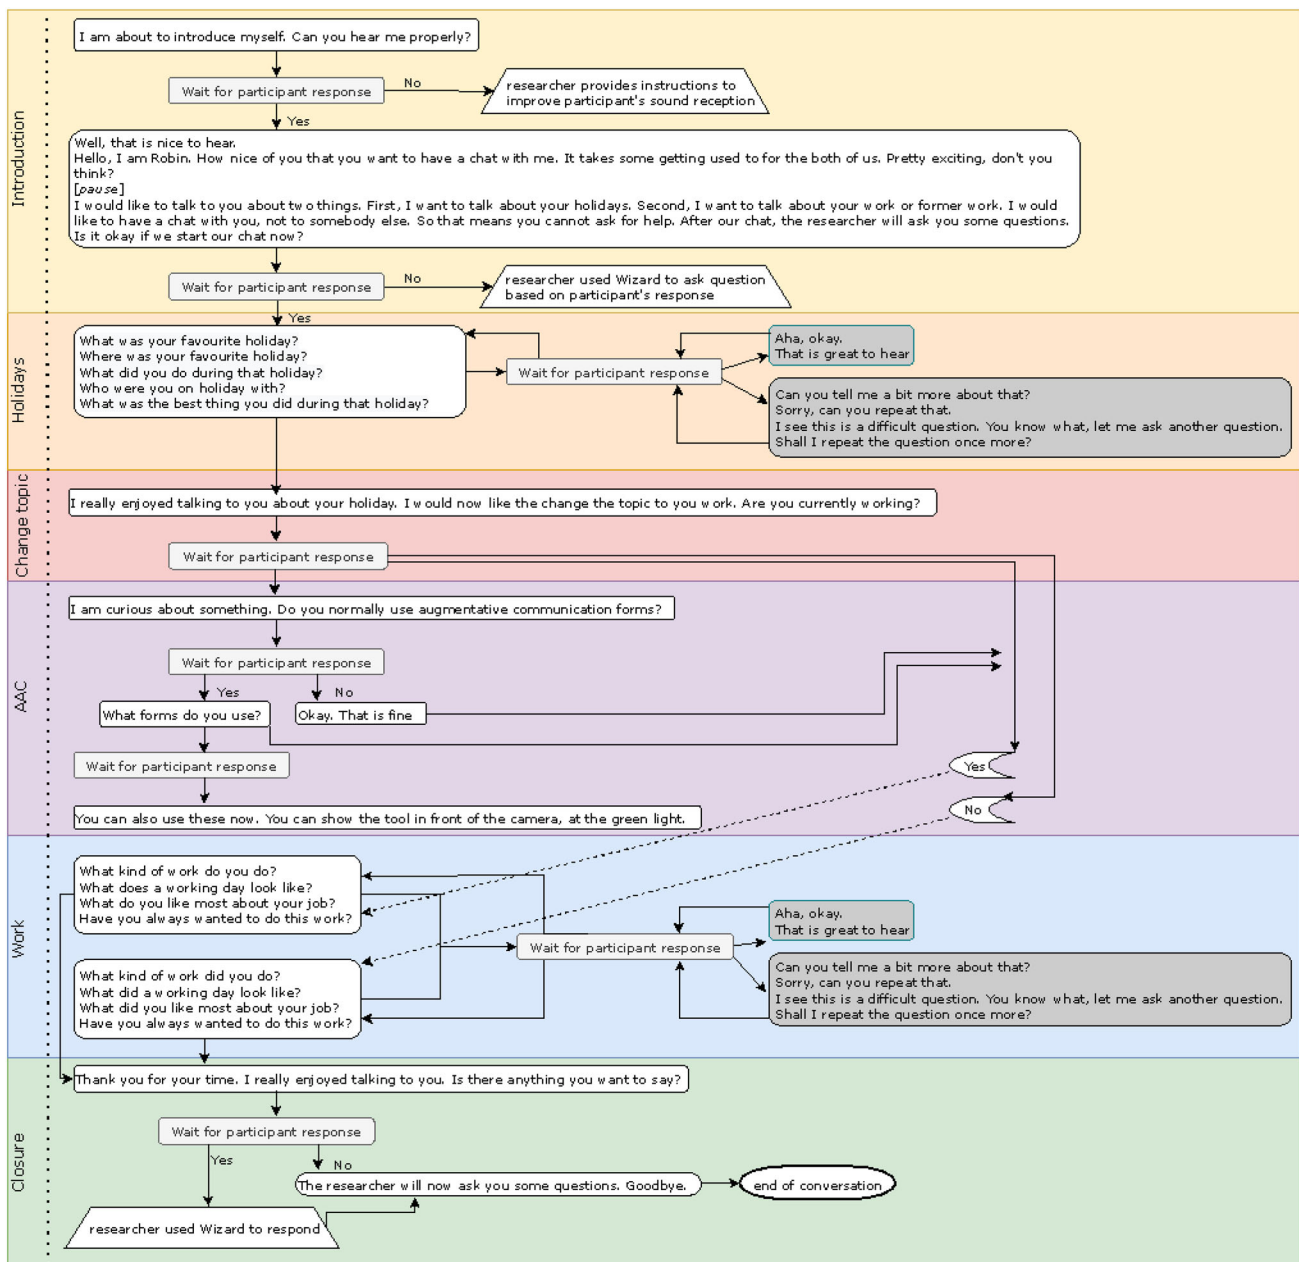 Introduction
I am about to introduce myself. Can you hear me properly?
Wait for participant response
No
researcher provides instructions to
improve participant's sound reception
Yes
Well, that is nice to hear.
Hello, I am Robin. How nice of you that you want to have a chat with me. It takes some getting used to for the both of us. Pretty exciting, don't you
think?
[pause]
I would like to talk to you about two things. First, I want to talk about your holidays. Second, I want to talk about your work or former work. I would
like to have a chat with you, not to somebody else. So that means you cannot ask for help. After our chat, the researcher will ask you some questions.
Is it okay if we start our chat now?
Wait for participant response
No
researcher used Wizard to ask question
based on participant's response
Yes
Holidays
What was your favourite holiday?
Where was your favourite holiday?
What did you do during that holiday?
Who were you on holiday with?
What was the best thing you did during that holiday?
Wait for participant response
Aha, okay.
That is great to hear
Can you tell me a bit more about that?
Sorry, can you repeat that.
I see this is a difficult question. You know what, let me ask another question.
Shall I repeat the question once more?
Change topic
I really enjoyed talking to you about your holiday. I would now like the change the topic to you work. Are you currently working?
Wait for participant response
AAC
I am curious about something. Do you normally use augmentative communication forms?
Wait for participant response
Yes
No
What forms do you use?
Okay. That is fine
Wait for participant response
Yes
You can also use these now. You can show the tool in front of the camera, at the green light.
No
Work
What kind of work do you do?
What does a working day look like?
What do you like most about your job?
Have you always wanted to do this work?
Wait for participant response
Aha, okay.
That is great to hear
What kind of work did you do?
What did a working day look like?
What did you like most about your job?
Have you always wanted to do this work?
Can you tell me a bit more about that?
Sorry, can you repeat that.
I see this is a difficult question. You know what, let me ask another question.
Shall I repeat the question once more?
Closure
Thank you for your time. I really enjoyed talking to you. Is there anything you want to say?
Wait for participant response
Yes
No
The researcher will now ask you some questions. Goodbye.
end of conversation
researcher used Wizard to respond